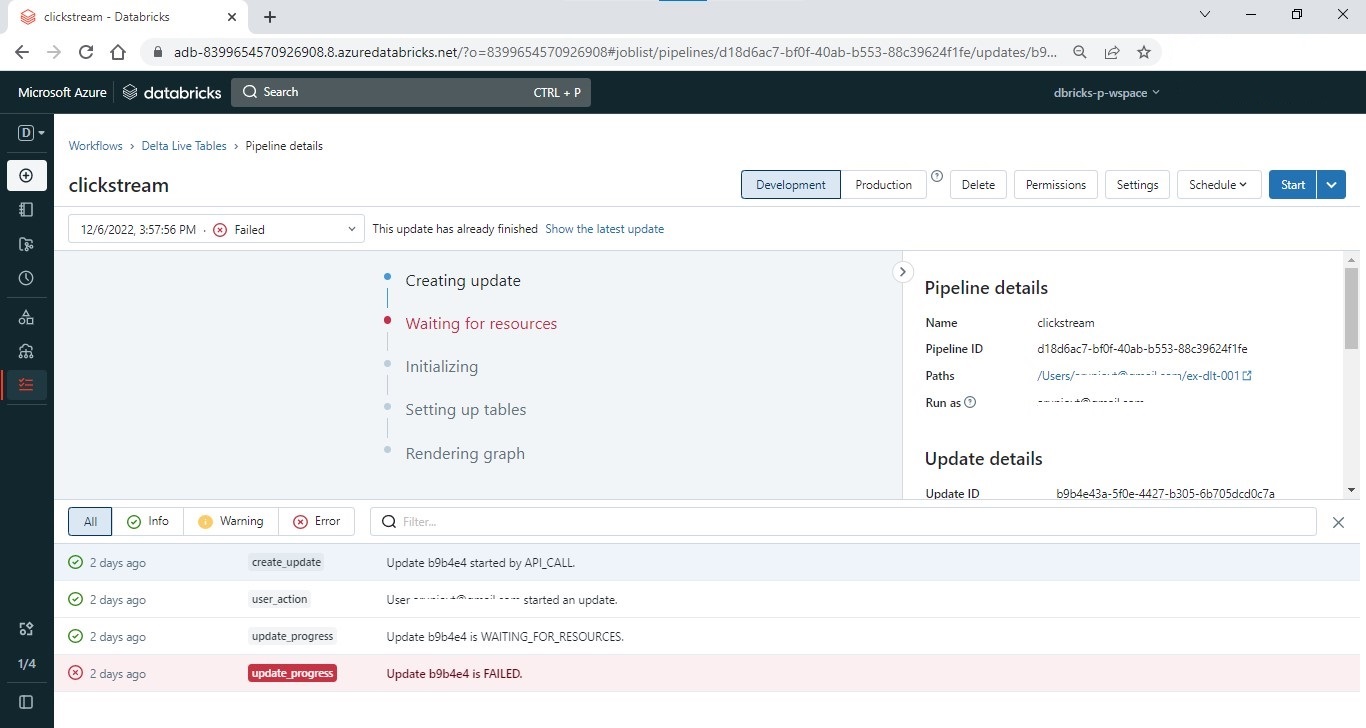 clickstream - Databricks
adb-8399654570926908.8.azuredatabricks.net/?o=8399654570926908#joblist/pipelines/d18d6ac7-bf0f-40ab-b553-88c39624f1fe/updates/b9...
Microsoft Azure databricks Search CTRL + P dbricks-p-wspace
D
Workflows › Delta Live Tables › Pipeline details
clickstream Development Production ? Delete Permissions Settings Schedule Start
12/6/2022, 3:57:56 PM · Failed This update has already finished Show the latest update
Creating update
Waiting for resources
Initializing
Setting up tables
Rendering graph
Pipeline details
Name clickstream
Pipeline ID d18d6ac7-bf0f-40ab-b553-88c39624f1fe
Paths /Users/ /ex-dlt-001
Run as ?
Update details
Update ID b9b4e43a-5f0e-4427-b305-6b705dcd0c7a
All Info Warning Error Filter...
2 days ago create_update Update b9b4e4 started by API_CALL.
2 days ago user_action User started an update.
2 days ago update_progress Update b9b4e4 is WAITING_FOR_RESOURCES.
2 days ago update_progress Update b9b4e4 is FAILED.
1/4